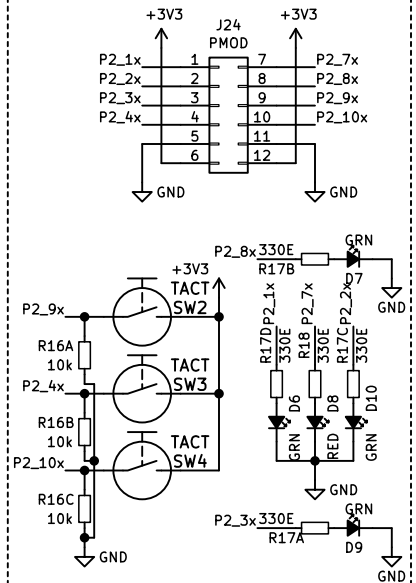 +3V3 +3V3
J24
PMOD
P2_1x 1 7 P2_7x
P2_2x 2 8 P2_8x
P2_3x 3 9 P2_9x
P2_4x 4 10 P2_10x
5 11
6 12
GND GND
GRN
P2_8x 330E
R17B
D7
GND
+3V3
TACT
SW2
P2_9x
R16A
10k
TACT
SW3
P2_4x
R16B
10k
TACT
SW4
P2_10x
R16C
10k
GND
P2_1x
R17D
330E
D6
GRN
P2_7x
R18
330E
D8
RED
P2_2x
R17C
330E
D10
GRN
GND
GRN
P2_3x 330E
R17A
D9
GND